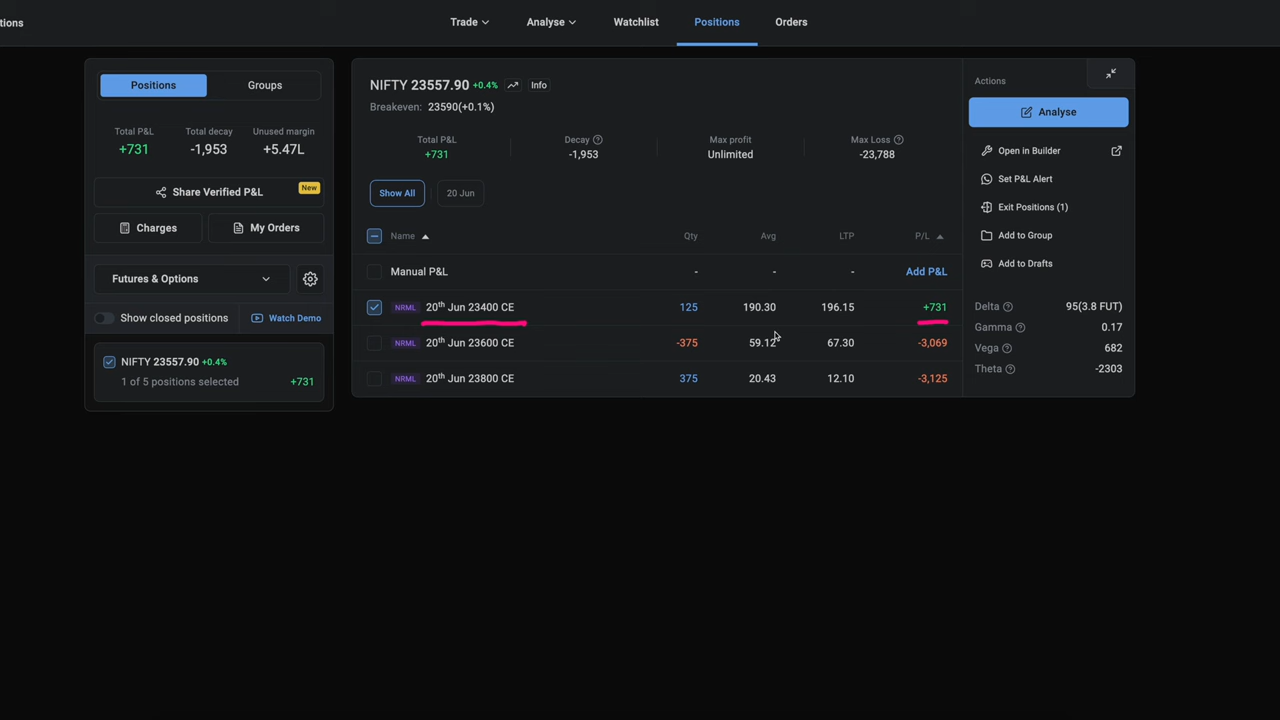 tions
Trade
Analyse
Watchlist
Positions
Orders
Positions
Groups
Total P&L
Total decay
Unused margin
+731
-1,953
+5.47L
Share Verified P&L
New
Charges
My Orders
Futures & Options
Show closed positions
Watch Demo
NIFTY 23557.90 +0.4%
1 of 5 positions selected
+731
NIFTY 23557.90 +0.4% Info
Breakeven: 23590(+0.1%)
Total P&L
Decay
Max profit
Max Loss
+731
-1,953
Unlimited
-23,788
Show All
20 Jun
Name Qty Avg LTP P/L
Manual P&L - - - Add P&L
NRML 20th Jun 23400 CE 125 190.30 196.15 +731
NRML 20th Jun 23600 CE -375 59.12 67.30 -3,069
NRML 20th Jun 23800 CE 375 20.43 12.10 -3,125
Actions
Analyse
Open in Builder
Set P&L Alert
Exit Positions (1)
Add to Group
Add to Drafts
Delta 95(3.8 FUT)
Gamma 0.17
Vega 682
Theta -2303